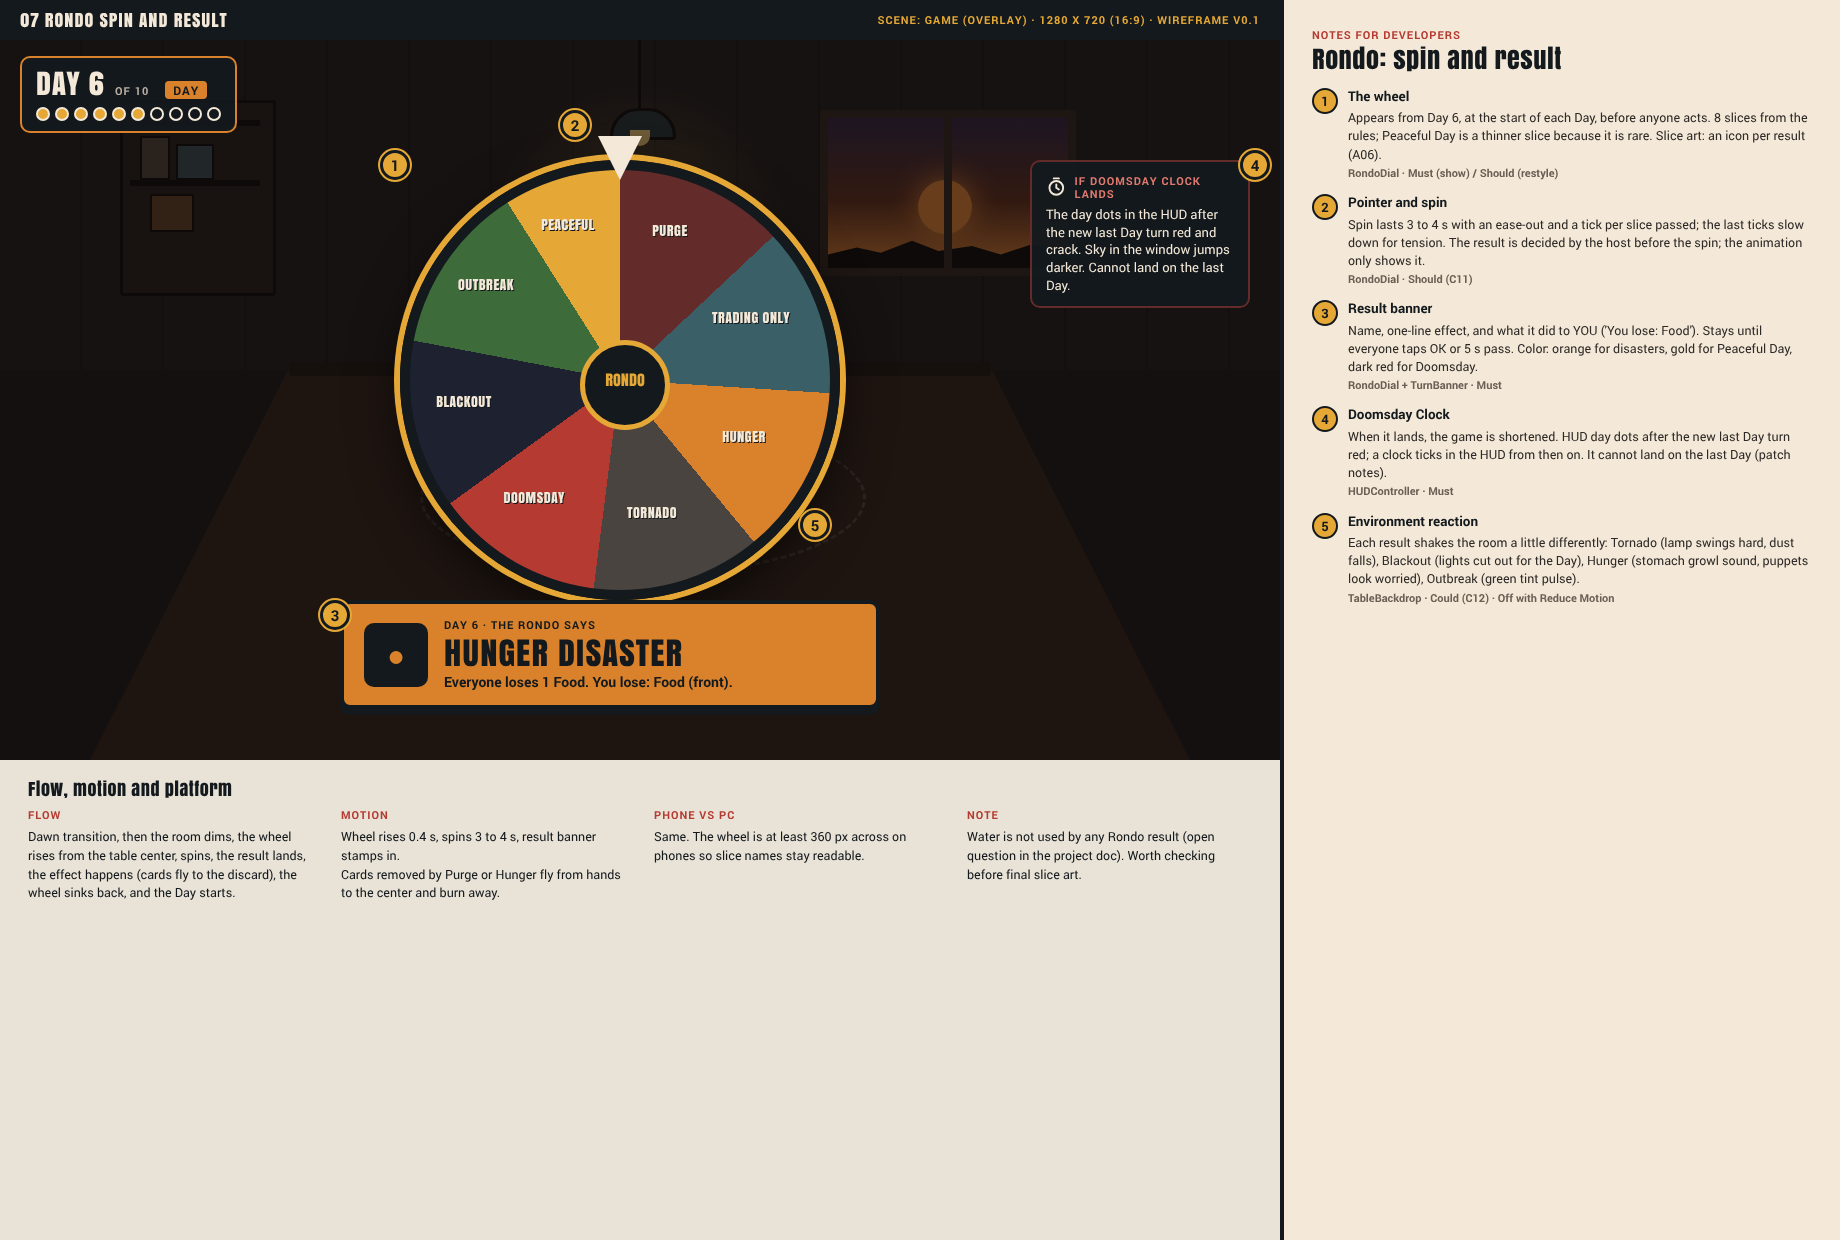 07 RONDO SPIN AND RESULT
SCENE: GAME (OVERLAY) · 1280 X 720 (16:9) · WIREFRAME V0.1
DAY 6 OF 10 DAY
1
2
4
PEACEFUL
PURGE
OUTBREAK
TRADING ONLY
RONDO
BLACKOUT
HUNGER
DOOMSDAY
TORNADO
5
IF DOOMSDAY CLOCK
LANDS
The day dots in the HUD after
the new last Day turn red and
crack. Sky in the window jumps
darker. Cannot land on the last
Day.
3
DAY 6 · THE RONDO SAYS
HUNGER DISASTER
Everyone loses 1 Food. You lose: Food (front).
Flow, motion and platform
FLOW
Dawn transition, then the room dims, the wheel
rises from the table center, spins, the result lands,
the effect happens (cards fly to the discard), the
wheel sinks back, and the Day starts.
MOTION
Wheel rises 0.4 s, spins 3 to 4 s, result banner
stamps in.
Cards removed by Purge or Hunger fly from hands
to the center and burn away.
PHONE VS PC
Same. The wheel is at least 360 px across on
phones so slice names stay readable.
NOTE
Water is not used by any Rondo result (open
question in the project doc). Worth checking
before final slice art.
NOTES FOR DEVELOPERS
Rondo: spin and result
1
The wheel
Appears from Day 6, at the start of each Day, before anyone acts. 8 slices from the
rules; Peaceful Day is a thinner slice because it is rare. Slice art: an icon per result
(A06).
RondoDial · Must (show) / Should (restyle)
2
Pointer and spin
Spin lasts 3 to 4 s with an ease-out and a tick per slice passed; the last ticks slow
down for tension. The result is decided by the host before the spin; the animation
only shows it.
RondoDial · Should (C11)
3
Result banner
Name, one-line effect, and what it did to YOU ('You lose: Food'). Stays until
everyone taps OK or 5 s pass. Color: orange for disasters, gold for Peaceful Day,
dark red for Doomsday.
RondoDial + TurnBanner · Must
4
Doomsday Clock
When it lands, the game is shortened. HUD day dots after the new last Day turn
red; a clock ticks in the HUD from then on. It cannot land on the last Day (patch
notes).
HUDController · Must
5
Environment reaction
Each result shakes the room a little differently: Tornado (lamp swings hard, dust
falls), Blackout (lights cut out for the Day), Hunger (stomach growl sound, puppets
look worried), Outbreak (green tint pulse).
TableBackdrop · Could (C12) · Off with Reduce Motion